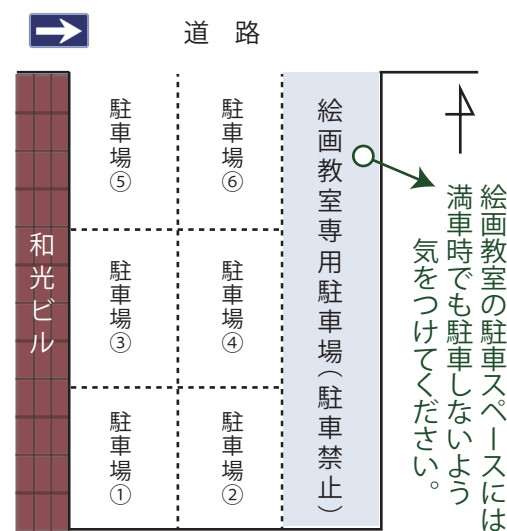 道　路
和光ビル
駐車場⑤
駐車場⑥
駐車場③
駐車場④
駐車場①
駐車場②
絵画教室専用駐車場(駐車禁止)
絵画教室の駐車スペースには
満車時でも駐車しないよう
気をつけてください。